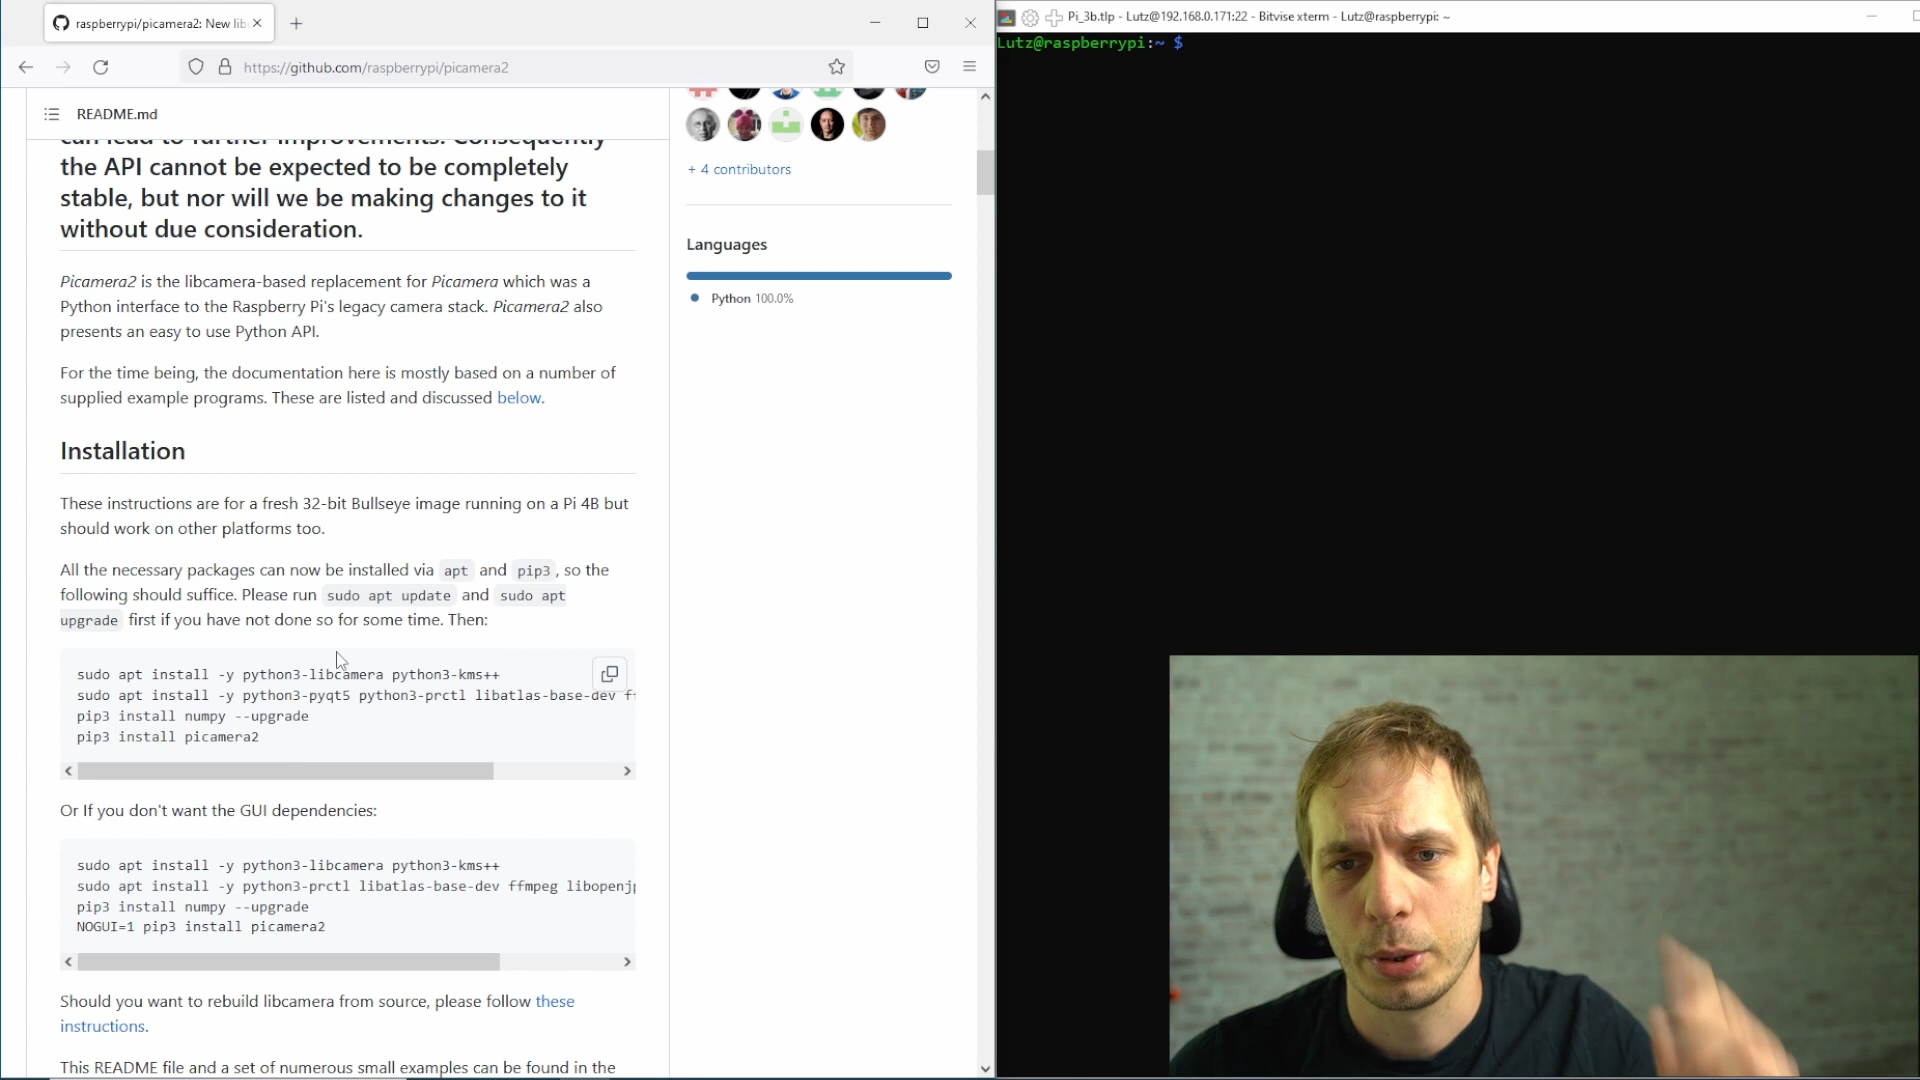 raspberrypi/picamera2: New lib
https://github.com/raspberrypi/picamera2
README.md
can lead to further improvements. Consequently
the API cannot be expected to be completely
stable, but nor will we be making changes to it
without due consideration.
Picamera2 is the libcamera-based replacement for Picamera which was a
Python interface to the Raspberry Pi's legacy camera stack. Picamera2 also
presents an easy to use Python API.
For the time being, the documentation here is mostly based on a number of
supplied example programs. These are listed and discussed below.
Installation
These instructions are for a fresh 32-bit Bullseye image running on a Pi 4B but
should work on other platforms too.
All the necessary packages can now be installed via apt and pip3, so the
following should suffice. Please run sudo apt update and sudo apt
upgrade first if you have not done so for some time. Then:
sudo apt install -y python3-libcamera python3-kms++
sudo apt install -y python3-pyqt5 python3-prctl libatlas-base-dev
pip3 install numpy --upgrade
pip3 install picamera2
Or If you don't want the GUI dependencies:
sudo apt install -y python3-libcamera python3-kms++
sudo apt install -y python3-prctl libatlas-base-dev ffmpeg libopenj
pip3 install numpy --upgrade
NOGUI=1 pip3 install picamera2
Should you want to rebuild libcamera from source, please follow these
instructions.
This README file and a set of numerous small examples can be found in the
+ 4 contributors
Languages
Python 100.0%
Pi_3b.tlp - Lutz@192.168.0.171:22 - Bitvise xterm - Lutz@raspberrypi: ~
Lutz@raspberrypi:~ $